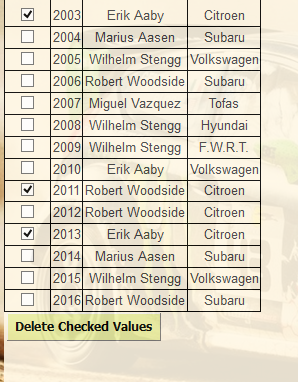 2003 Erik Aaby Citroen
2004 Marius Aasen Subaru
2005 Wilhelm Stengg Volkswagen
2006 Robert Woodside Subaru
2007 Miguel Vazquez Tofas
2008 Wilhelm Stengg Hyundai
2009 Wilhelm Stengg F.W.R.T.
2010 Erik Aaby Volkswagen
2011 Robert Woodside Citroen
2012 Robert Woodside Citroen
2013 Erik Aaby Citroen
2014 Marius Aasen Subaru
2015 Wilhelm Stengg Volkswagen
2016 Robert Woodside Subaru
Delete Checked Values